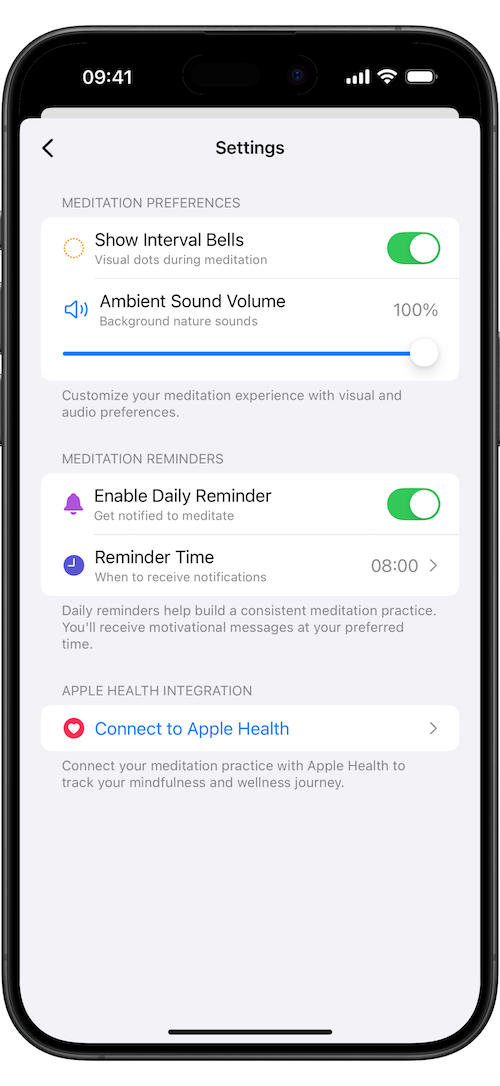 09:41
Settings
MEDITATION PREFERENCES
Show Interval Bells
Visual dots during meditation
Ambient Sound Volume
Background nature sounds
100%
Customize your meditation experience with visual and
audio preferences.
MEDITATION REMINDERS
Enable Daily Reminder
Get notified to meditate
Reminder Time
When to receive notifications
08:00
Daily reminders help build a consistent meditation practice.
You'll receive motivational messages at your preferred
time.
APPLE HEALTH INTEGRATION
Connect to Apple Health
Connect your meditation practice with Apple Health to
track your mindfulness and wellness journey.